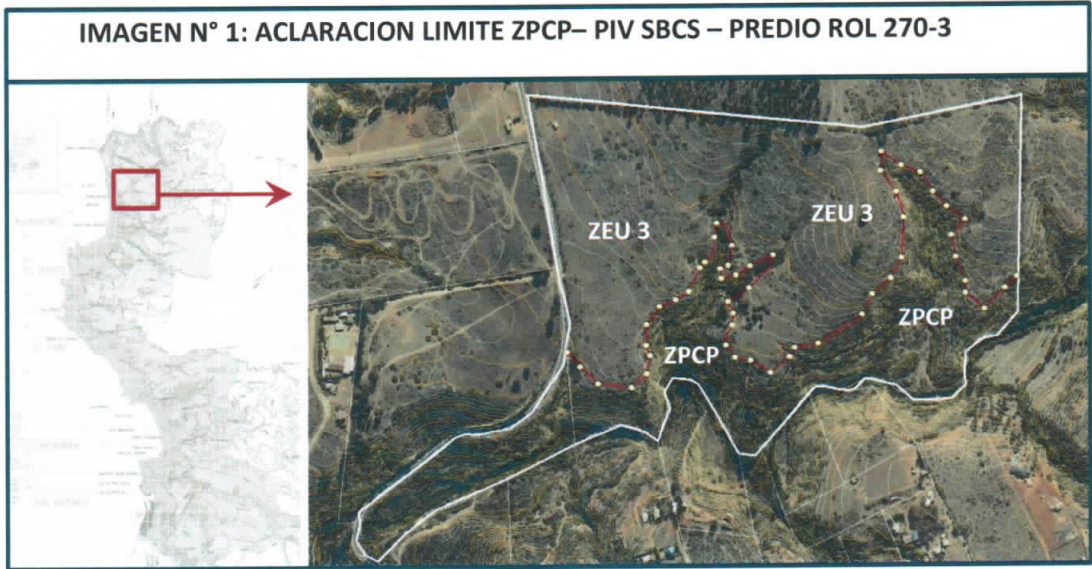 IMAGEN N° 1: ACLARACION LIMITE ZPCP– PIV SBCS – PREDIO ROL 270-3
ZEU 3
ZEU 3
ZPCP
ZPCP